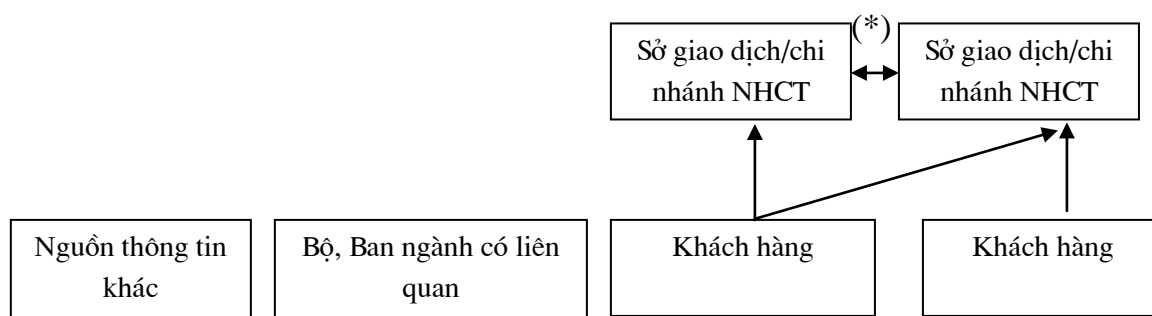 (*)
Sở giao dịch/chi
nhánh NHCT
Sở giao dịch/chi
nhánh NHCT
Nguồn thông tin
khác
Bộ, Ban ngành có liên
quan
Khách hàng
Khách hàng